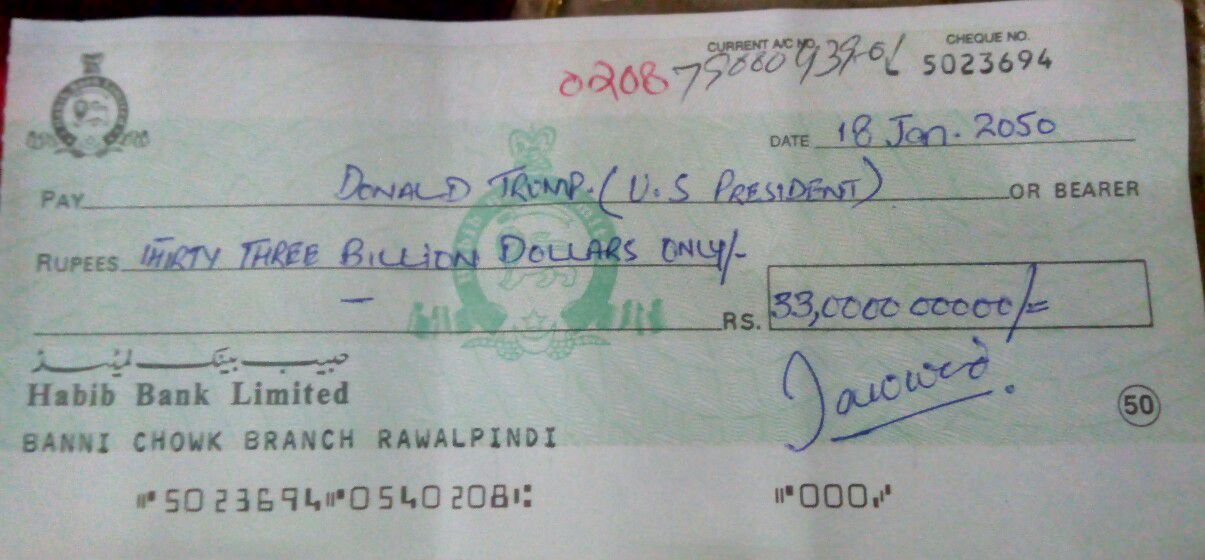 CURRENT A/C NO. CHEQUE NO.
0208 7900093901 5023694
DATE 18 Jan. 2050
PAY DONALD TRUMP. (U.S PRESIDENT) OR BEARER
RUPEES THIRTY THREE BILLION DOLLARS ONLY/-
RS. 33,0000 00000/=
حبیب بینک لمیٹڈ
Habib Bank Limited
50
BANNI CHOWK BRANCH RAWALPINDI
⑈5023694⑈0540208⑆ ⑈000⑈